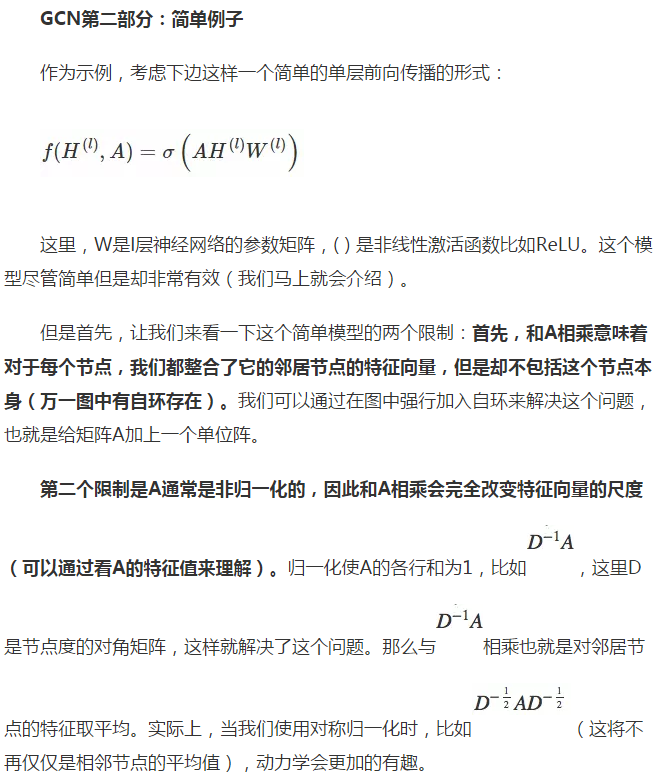 GCN第二部分：简单例子
作为示例，考虑下边这样一个简单的单层前向传播的形式：
f(H^{(l)}, A) = σ(AH^{(l)}W^{(l)})
这里，W是l层神经网络的参数矩阵，( ) 是非线性激活函数比如ReLU。这个模
型尽管简单但是却非常有效（我们马上就会介绍）。
但是首先，让我们来看一下这个简单模型的两个限制：首先，和A相乘意味着
对于每个节点，我们都整合了它的邻居节点的特征向量，但是却不包括这个节点本
身（万一图中有自环存在）。我们可以通过在图中强行加入自环来解决这个问题，
也就是给矩阵A加上一个单位阵。
第二个限制是A通常是非归一化的，因此和A相乘会完全改变特征向量的尺度
（可以通过看A的特征值来理解）。归一化使A的各行和为1，比如 D^{-1}A ，这里D
是节点度的对角矩阵，这样就解决了这个问题。那么与 D^{-1}A 相乘也就是对邻居节
点的特征取平均。实际上，当我们使用对称归一化时，比如 D^{-\frac{1}{2}}AD^{-\frac{1}{2}} （这将不
再仅仅是相邻节点的平均值），动力学会更加的有趣。